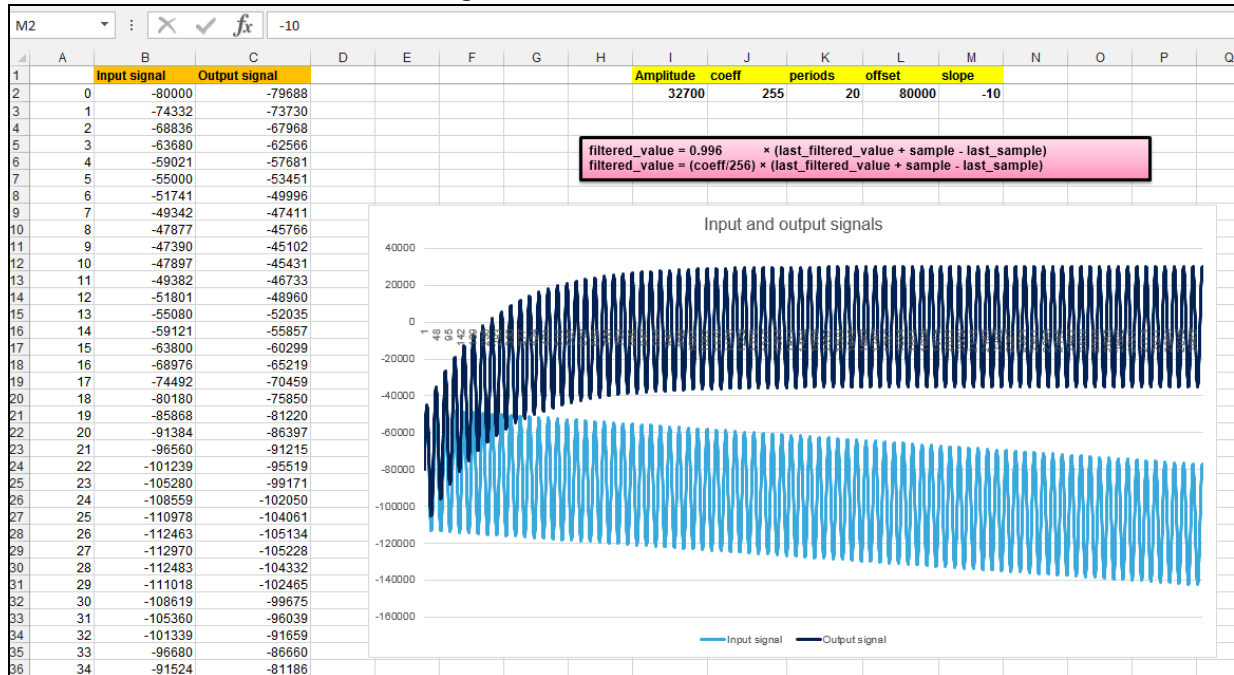 M2 fx -10
A B C D E F G H I J K L M N O P Q
1 Input signal Output signal Amplitude coeff periods offset slope
2 0 -80000 -79688 32700 255 20 80000 -10
3 1 -74332 -73730
4 2 -68836 -67968
5 3 -63680 -62566
6 4 -59021 -57681
7 5 -55000 -53451
8 6 -51741 -49996
9 7 -49342 -47411
10 8 -47877 -45766
11 9 -47390 -45102
12 10 -47897 -45431
13 11 -49382 -46733
14 12 -51801 -48960
15 13 -55080 -52035
16 14 -59121 -55857
17 15 -63800 -60299
18 16 -68976 -65219
19 17 -74492 -70459
20 18 -80180 -75850
21 19 -85868 -81220
22 20 -91384 -86397
23 21 -96560 -91215
24 22 -101239 -95519
25 23 -105280 -99171
26 24 -108559 -102050
27 25 -110978 -104061
28 26 -112463 -105134
29 27 -112970 -105228
30 28 -112483 -104332
31 29 -111018 -102465
32 30 -108619 -99675
33 31 -105360 -96039
34 32 -101339 -91659
35 33 -96680 -86660
36 34 -91524 -81186
filtered_value = 0.996 × (last_filtered_value + sample - last_sample)
filtered_value = (coeff/256) × (last_filtered_value + sample - last_sample)
Input and output signals
40000
20000
0
-20000
-40000
-60000
-80000
-100000
-120000
-140000
-160000
1 48 95 142
Input signal Output signal